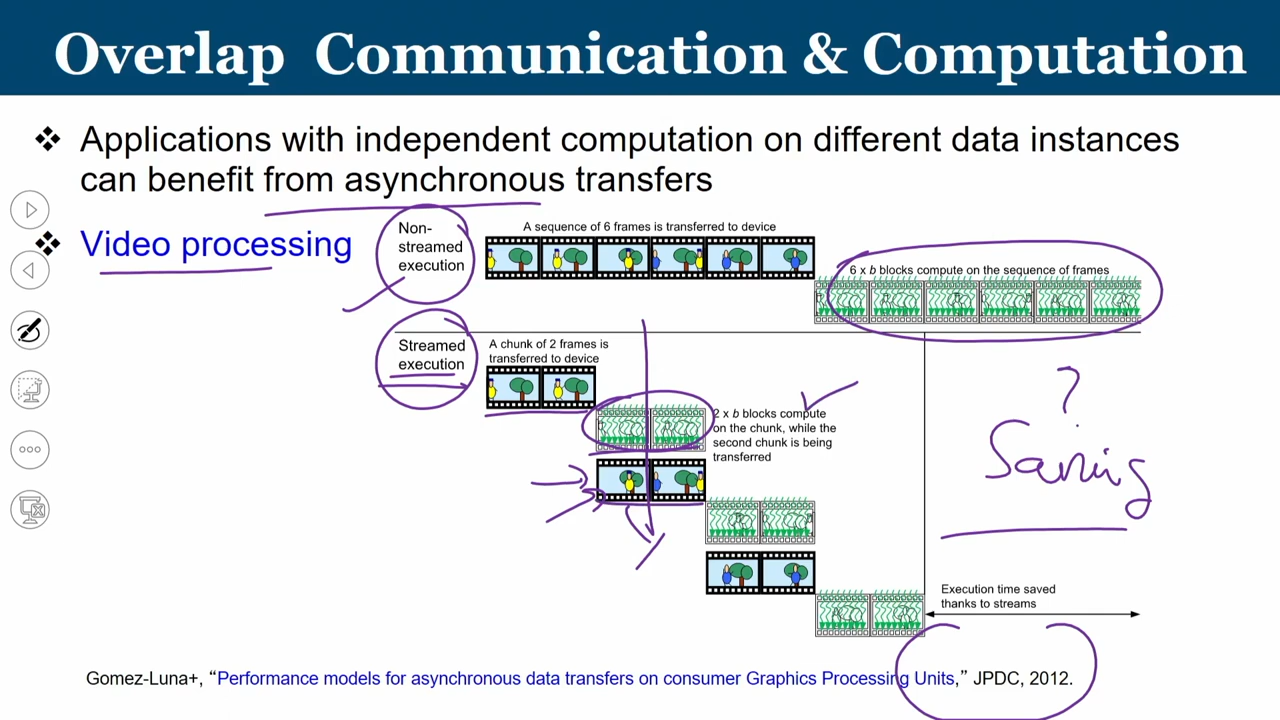 Overlap Communication & Computation
❖ Applications with independent computation on different data instances
can benefit from asynchronous transfers
❖ Video processing
Non-
streamed
execution
A sequence of 6 frames is transferred to device
6 x b blocks compute on the sequence of frames
Streamed
execution
A chunk of 2 frames is
transferred to device
2 x b blocks compute
on the chunk, while the
second chunk is being
transferred
?
Saving
Execution time saved
thanks to streams
Gomez-Luna+, “Performance models for asynchronous data transfers on consumer Graphics Processing Units,” JPDC, 2012.